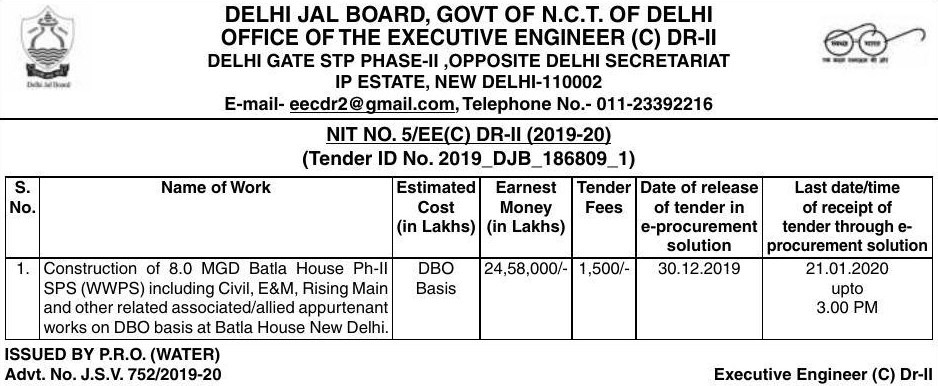 DELHI JAL BOARD, GOVT OF N.C.T. OF DELHI
OFFICE OF THE EXECUTIVE ENGINEER (C) DR-II
DELHI GATE STP PHASE-II ,OPPOSITE DELHI SECRETARIAT
IP ESTATE, NEW DELHI-110002
E-mail- eecdr2@gmail.com, Telephone No.- 011-23392216
Delhi Jal Board
स्वच्छ भारत
एक कदम स्वच्छता की ओर
NIT NO. 5/EE(C) DR-II (2019-20)
(Tender ID No. 2019_DJB_186809_1)
S. No.
Name of Work
Estimated Cost (in Lakhs)
Earnest Money (in Lakhs)
Tender Fees
Date of release of tender in e-procurement solution
Last date/time of receipt of tender through e-procurement solution
1.
Construction of 8.0 MGD Batla House Ph-II
SPS (WWPS) including Civil, E&M, Rising Main
and other related associated/allied appurtenant
works on DBO basis at Batla House New Delhi.
DBO
Basis
24,58,000/-
1,500/-
30.12.2019
21.01.2020
upto
3.00 PM
ISSUED BY P.R.O. (WATER)
Advt. No. J.S.V. 752/2019-20
Executive Engineer (C) Dr-II